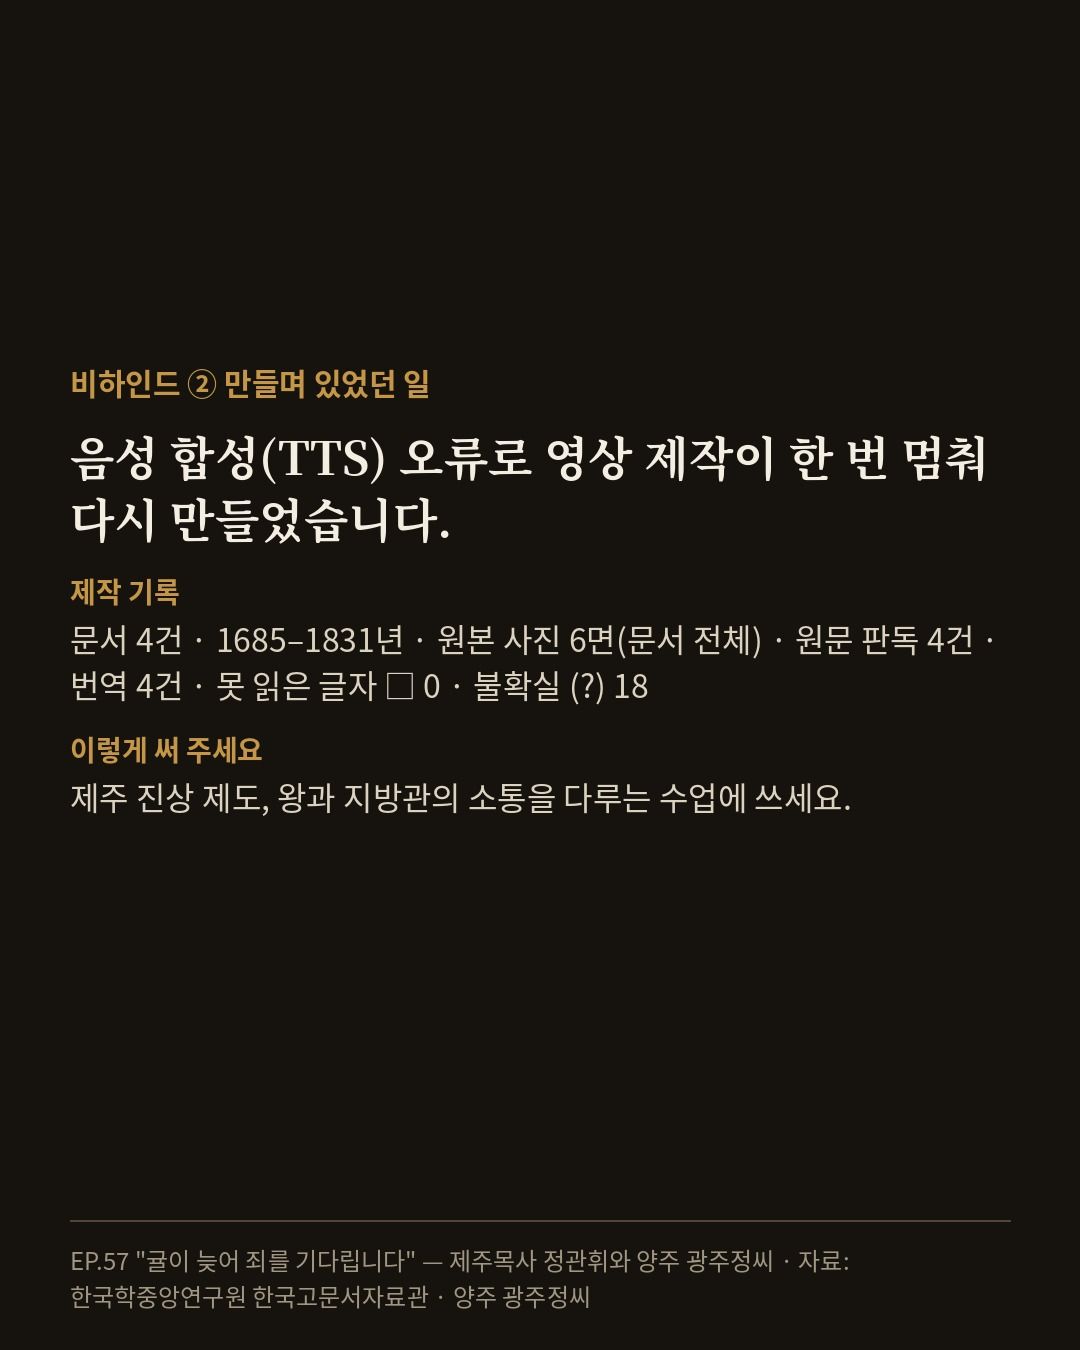 비하인드 ② 만들며 있었던 일
음성 합성(TTS) 오류로 영상 제작이 한 번 멈춰
다시 만들었습니다.
제작 기록
문서 4건 · 1685–1831년 · 원본 사진 6면(문서 전체) · 원문 판독 4건 ·
번역 4건 · 못 읽은 글자 □ 0 · 불확실 (?) 18
이렇게 써 주세요
제주 진상 제도, 왕과 지방관의 소통을 다루는 수업에 쓰세요.
EP.57 "귤이 늦어 죄를 기다립니다" — 제주목사 정관휘와 양주 광주정씨 · 자료:
한국학중앙연구원 한국고문서자료관 · 양주 광주정씨